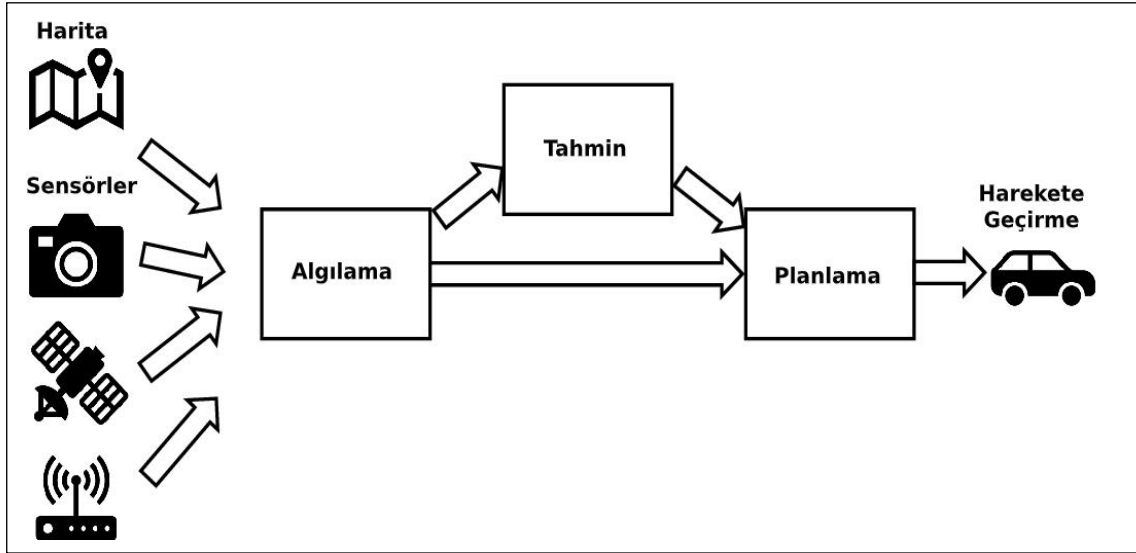 Harita
Sensörler
Algılama
Tahmin
Planlama
Harekete
Geçirme